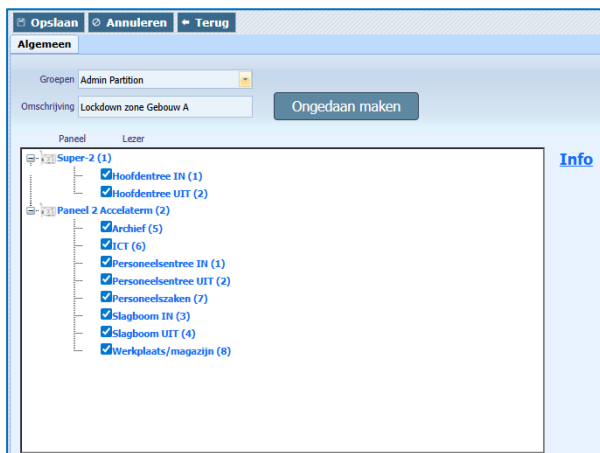 Opslaan Annuleren Terug
Algemeen
Groepen Admin Partition
Omschrijving Lockdown zone Gebouw A Ongedaan maken
Paneel Lezer
Info
Super-2 (1)
Hoofdentree IN (1)
Hoofdentree UIT (2)
Paneel 2 Accelaterm (2)
Archief (5)
ICT (6)
Personeelsentree IN (1)
Personeelsentree UIT (2)
Personeelszaken (7)
Slagboom IN (3)
Slagboom UIT (4)
Werkplaats/magazijn (8)